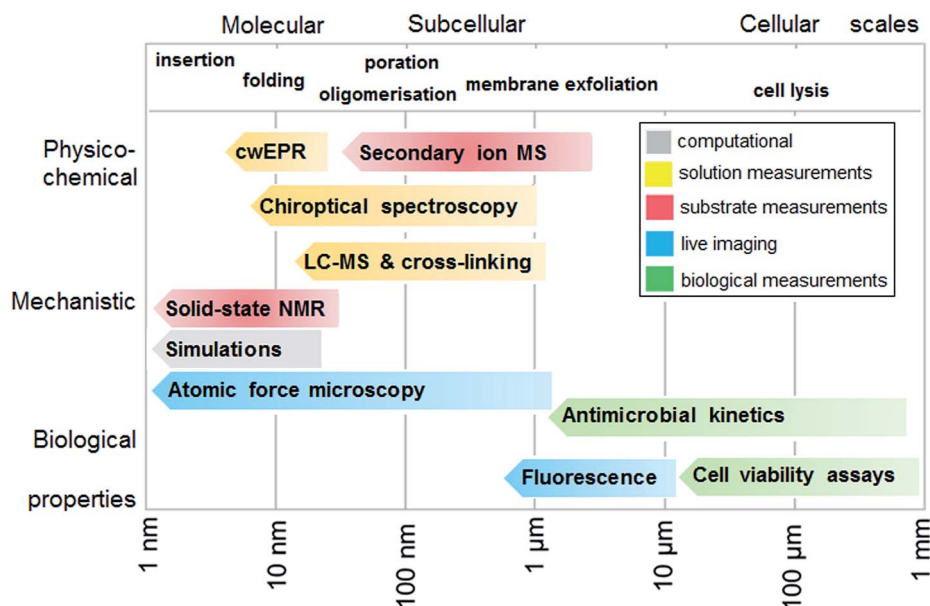 Molecular Subcellular Cellular scales
insertion
folding
poration
oligomerisation
membrane exfoliation
cell lysis
Physico-
chemical
Mechanistic
Biological
properties
cwEPR
Secondary ion MS
Chiroptical spectroscopy
LC-MS & cross-linking
Solid-state NMR
Simulations
Atomic force microscopy
Antimicrobial kinetics
Fluorescence
Cell viability assays
computational
solution measurements
substrate measurements
live imaging
biological measurements
1 nm
10 nm
100 nm
1 µm
10 µm
100 µm
1 mm